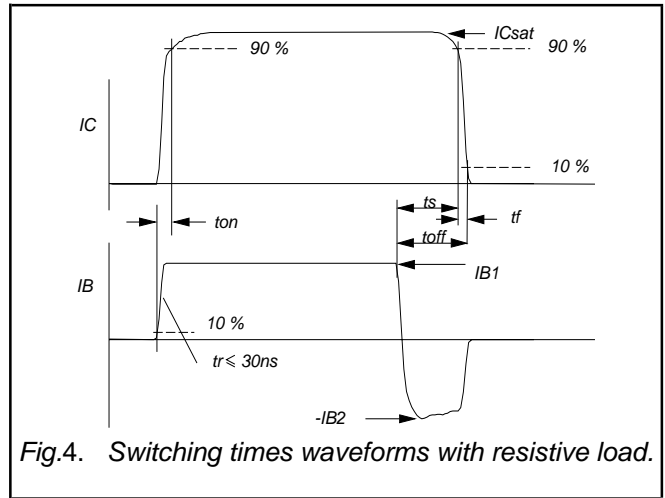 ICsat
90 %
90 %
IC
10 %
ts
ton
tf
toff
IB1
IB
10 %
tr ≤ 30ns
-IB2
Fig.4. Switching times waveforms with resistive load.